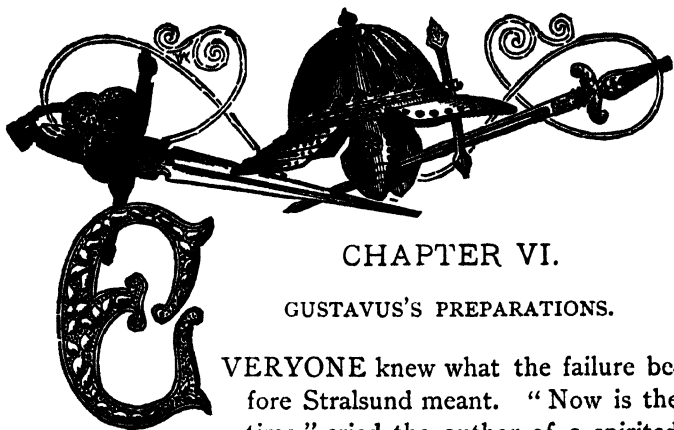 CHAPTER VI.
GUSTAVUS'S PREPARATIONS.
EVERYONE knew what the failure be-
fore Stralsund meant. "Now is the
time," cried the author of a spirited